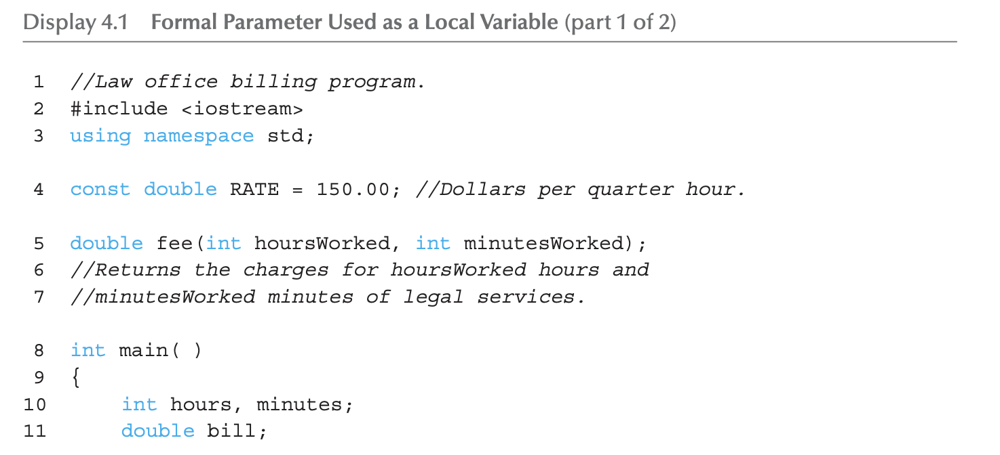 Display 4.1 Formal Parameter Used as a Local Variable (part 1 of 2)
1 //Law office billing program.
2 #include <iostream>
3 using namespace std;
4 const double RATE = 150.00; //Dollars per quarter hour.
5 double fee(int hoursWorked, int minutesWorked);
6 //Returns the charges for hoursWorked hours and
7 //minutesWorked minutes of legal services.
8 int main( )
9 {
10 int hours, minutes;
11 double bill;